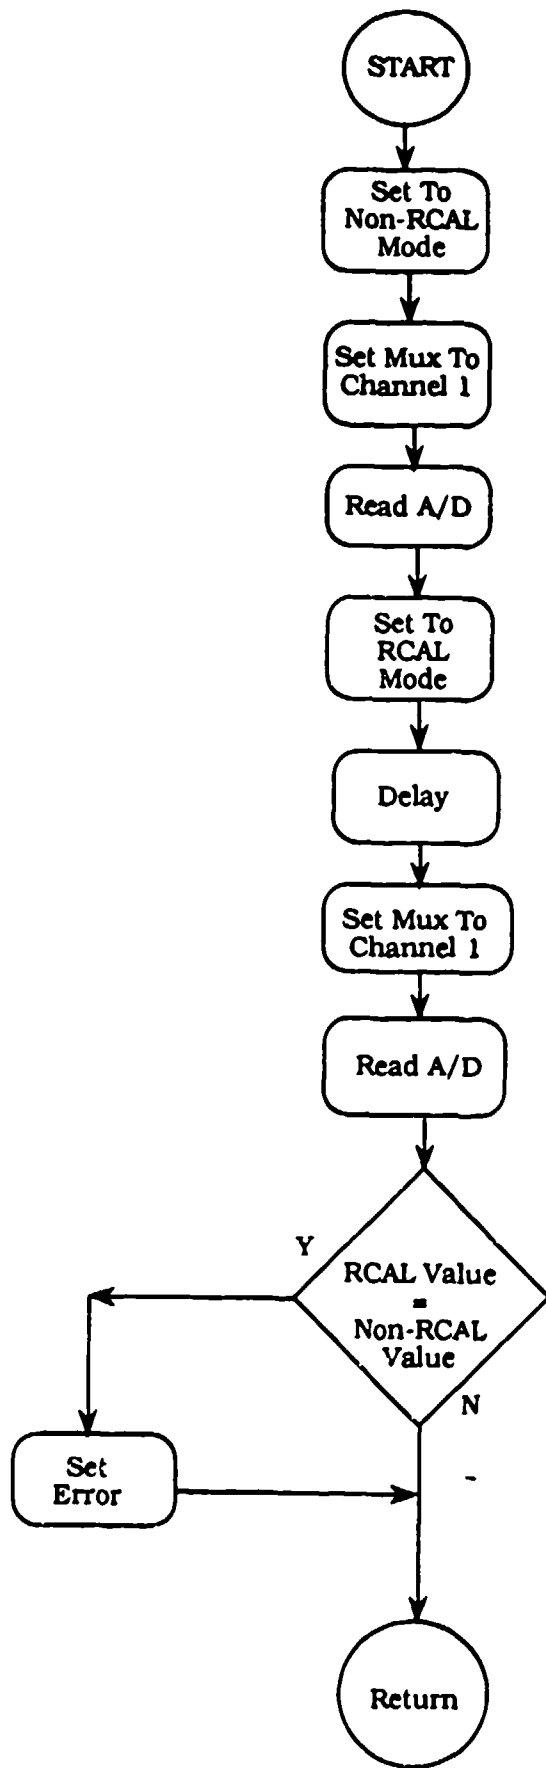 START
Set To
Non-RCAL
Mode
Set Mux To
Channel 1
Read A/D
Set To
RCAL
Mode
Delay
Set Mux To
Channel 1
Read A/D
Y
RCAL Value
=
Non-RCAL
Value
N
Set
Error
Return